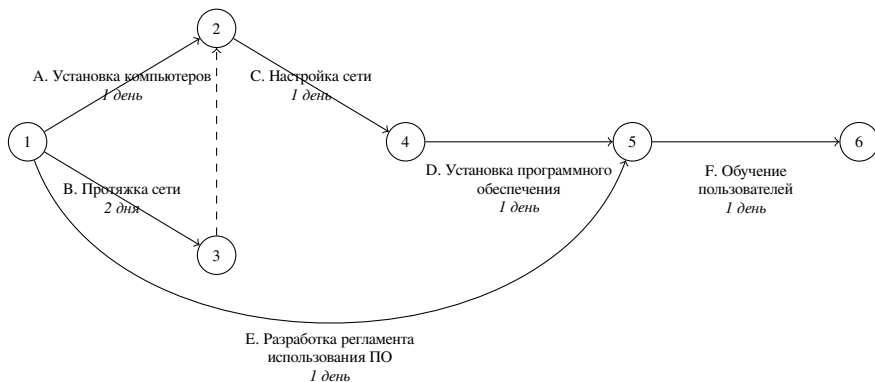 2
A. Установка компьютеров
1 день
C. Настройка сети
1 день
1
4
5
6
B. Протяжка сети
2 дня
D. Установка программного
обеспечения
1 день
F. Обучение
пользователей
1 день
3
E. Разработка регламента
использования ПО
1 день